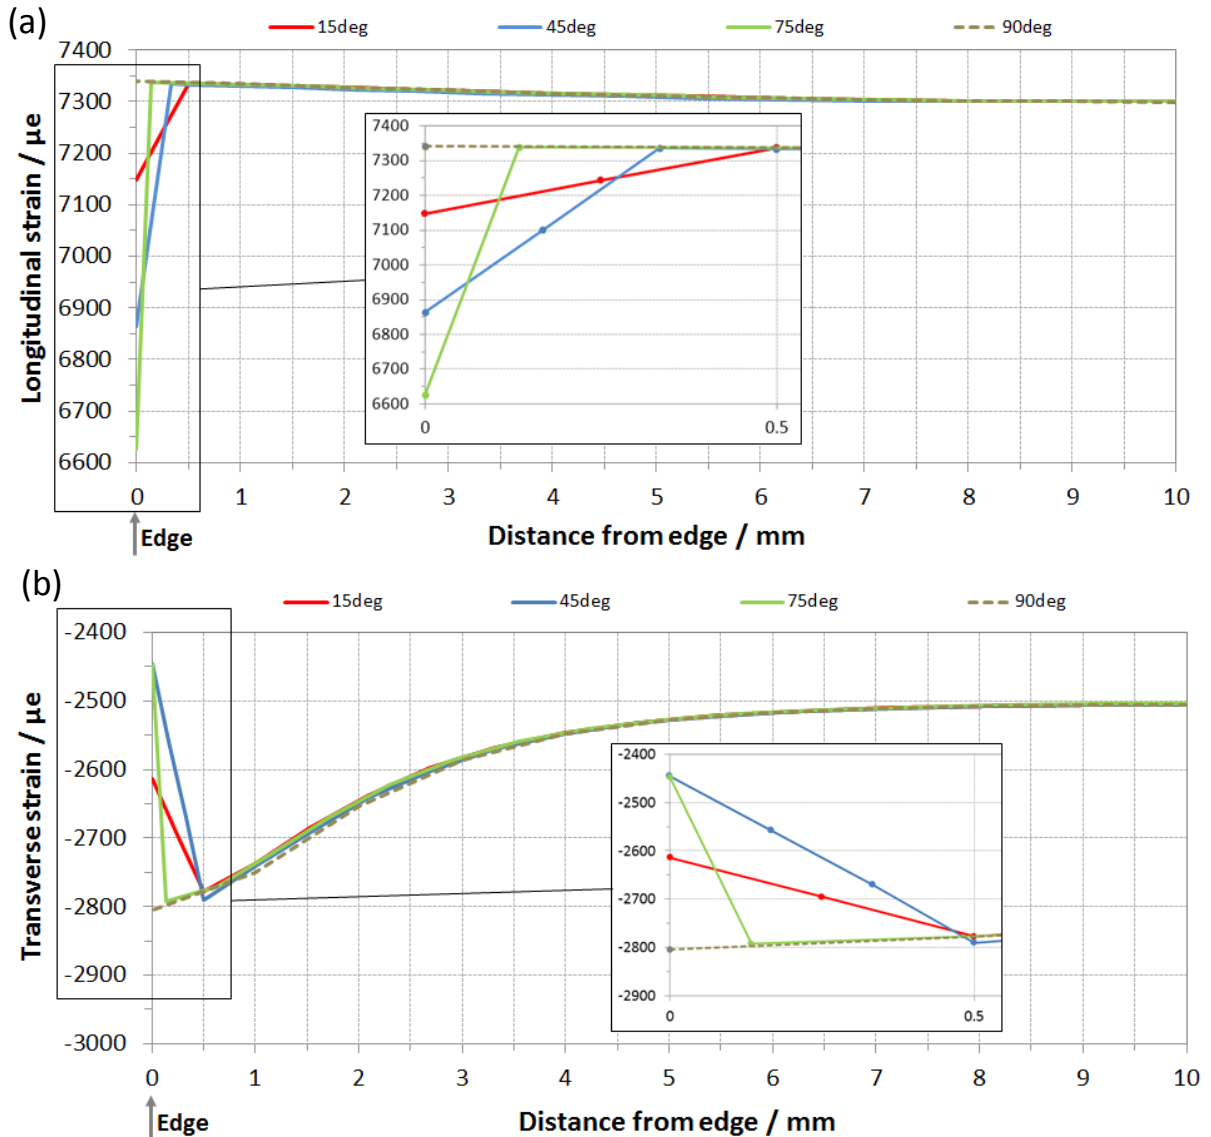 (a)
15deg 45deg 75deg 90deg
7400
7300
7200
7100
7000
6900
6800
6700
6600
Longitudinal strain / µe
7400
7300
7200
7100
7000
6900
6800
6700
6600
0 0.5
0 1 2 3 4 5 6 7 8 9 10
Edge
Distance from edge / mm
(b)
15deg 45deg 75deg 90deg
-2400
-2500
-2600
-2700
-2800
-2900
-3000
Transverse strain / µe
-2400
-2500
-2600
-2700
-2800
-2900
0 0.5
0 1 2 3 4 5 6 7 8 9 10
Edge
Distance from edge / mm